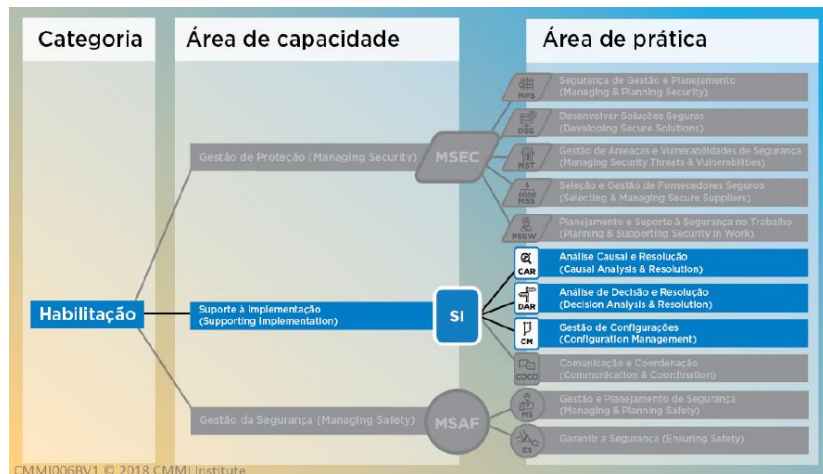 Categoria
Área de capacidade
Área de prática
MPS
Segurança de Gestão e Planejamento
(Managing & Planning Security)
DSS
Desenvolver Soluções Seguras
(Developing Secure Solutions)
Gestão de Proteção (Managing Security)
MSEC
MST
Gestão de Ameaças e Vulnerabilidades de Segurança
(Managing Security Threats & Vulnerabilities)
MSS
Seleção e Gestão de Fornecedores Seguros
(Selecting & Managing Secure Suppliers)
PSSW
Planejamento e Suporte à Segurança no Trabalho
(Planning & Supporting Security in Work)
CAR
Análise Causal e Resolução
(Causal Analysis & Resolution)
Habilitação
Suporte à Implementação
(Supporting Implementation)
SI
DAR
Análise de Decisão e Resolução
(Decision Analysis & Resolution)
CM
Gestão de Configurações
(Configuration Management)
COCO
Comunicação e Coordenação
(Communication & Coordination)
Gestão da Segurança (Managing Safety)
MSAF
MS
Gestão e Planejamento de Segurança
(Managing & Planning Safety)
ES
Garantir a Segurança (Ensuring Safety)
CMMI006BV1 © 2018 CMMI Institute